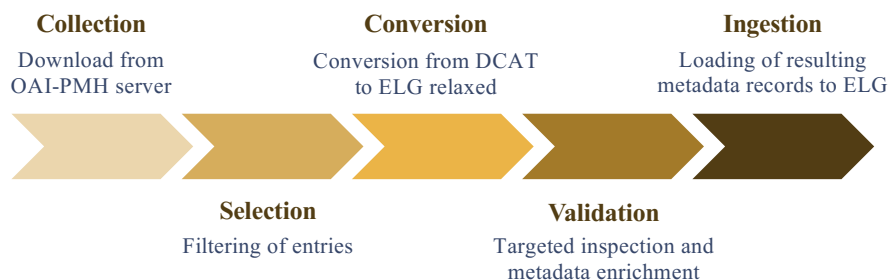 Collection
Download from
OAI-PMH server
Conversion
Conversion from DCAT
to ELG relaxed
Ingestion
Loading of resulting
metadata records to ELG
Selection
Filtering of entries
Validation
Targeted inspection and
metadata enrichment